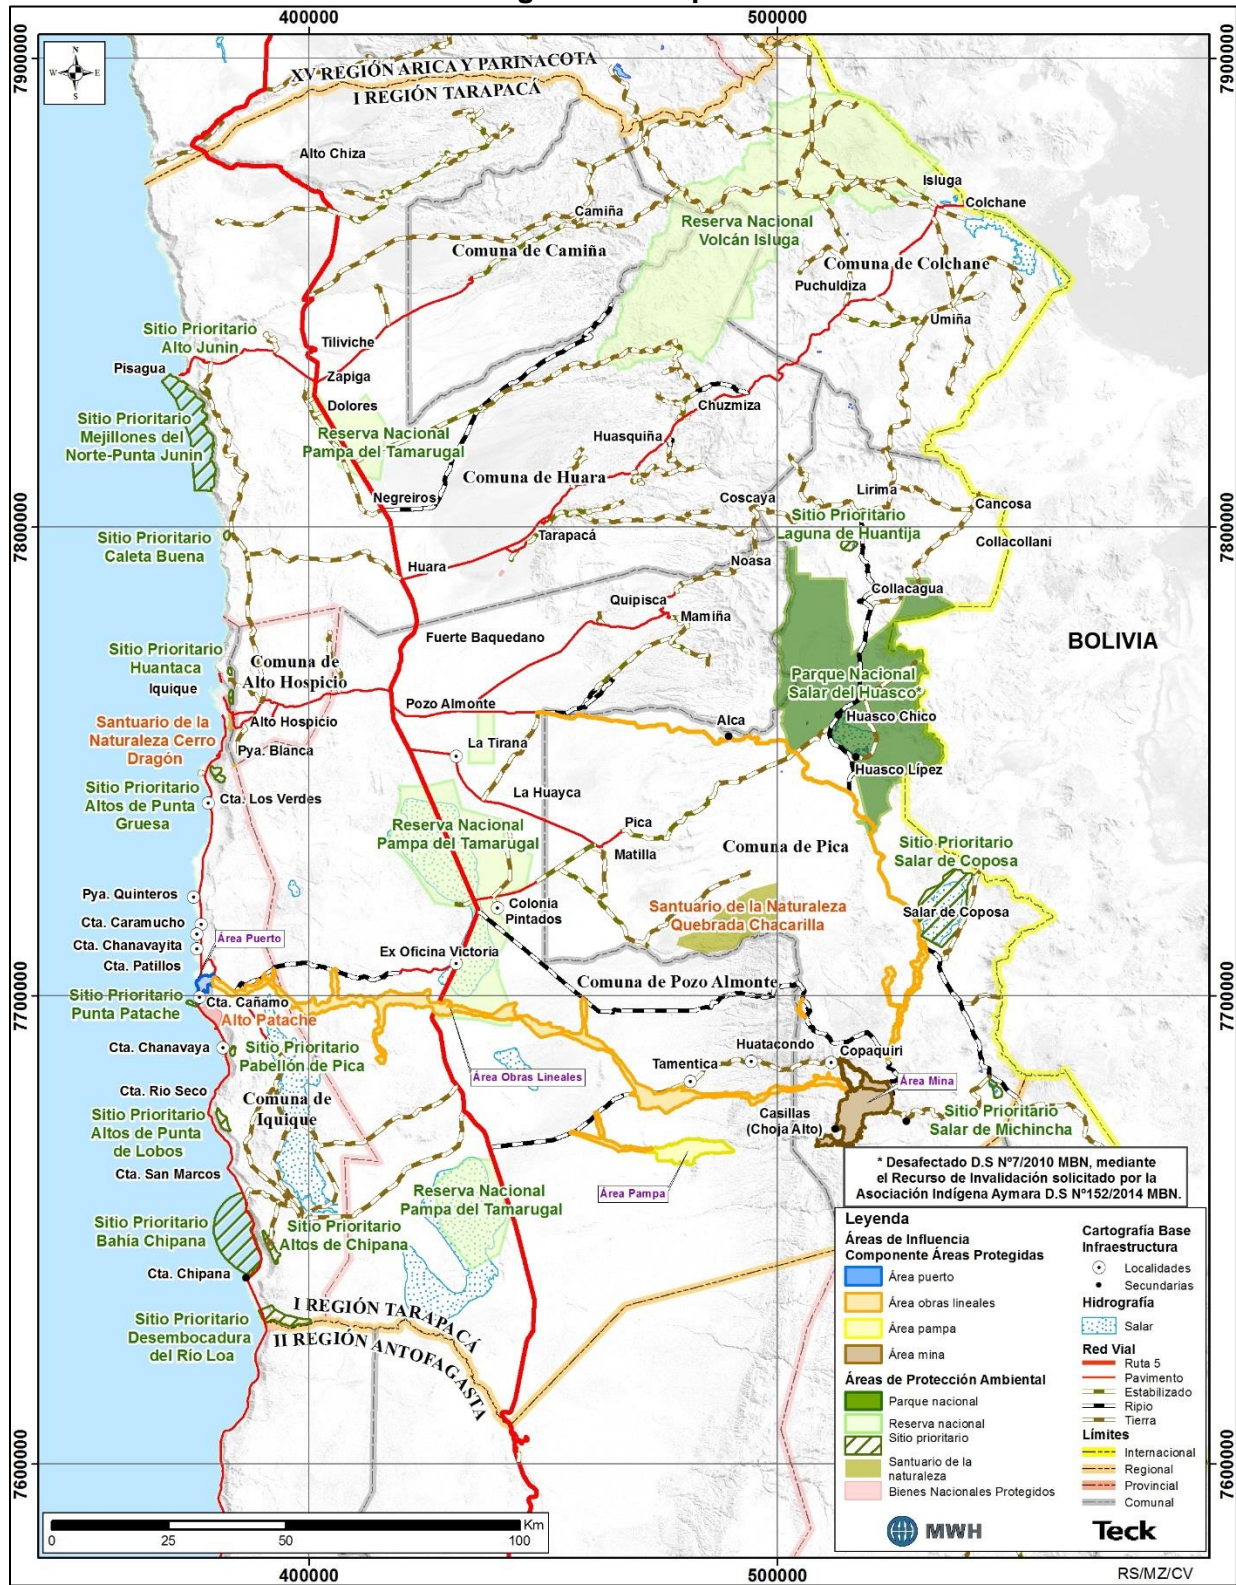 400000
500000
7900000
7900000
N
W
E
S
XV REGIÓN ARICA Y PARINACOTA
I REGIÓN TARAPACÁ
Alto Chiza
Isluga
Colchane
Camiña
Reserva Nacional
Volcán Isluga
Comuna de Camiña
Comuna de Colchane
Puchuldiza
Umiña
Sitio Prioritario
Alto Junin
Tiliviche
Pisagua
Zapiga
Dolores
Chuzmiza
Sitio Prioritario
Mejillones del
Norte-Punta Junin
Reserva Nacional
Pampa del Tamarugal
Huasquiña
Comuna de Huara
Negreiros
Coscaya
Lirima
Cancosa
Sitio Prioritario
Laguna de Huantija
7800000
7800000
Sitio Prioritario
Caleta Buena
Tarapacá
Collacollani
Huara
Noasa
Collacagua
Quipisca
Mamiña
Fuerte Baquedano
BOLIVIA
Sitio Prioritario
Huantaca
Comuna de
Alto Hospicio
Iquique
Parque Nacional
Salar del Huasco*
Pozo Almonte
Huasco Chico
Alto Hospicio
Alca
Santuario de la
Naturaleza Cerro
Dragón
Pya. Blanca
La Tirana
Huasco Lípez
Sitio Prioritario
Altos de Punta
Gruesa
Cta. Los Verdes
La Huayca
Reserva Nacional
Pampa del Tamarugal
Pica
Matilla
Comuna de Pica
Sitio Prioritario
Salar de Coposa
Pya. Quinteros
Colonia
Pintados
Santuario de la Naturaleza
Quebrada Chacarilla
Salar de Coposa
Cta. Caramucho
Área Puerto
Cta. Chanavayita
Ex Oficina Victoria
Cta. Patillos
Comuna de Pozo Almonte
7700000
7700000
Sitio Prioritario
Punta Patache
Cta. Cañamo
Alto Patache
Cta. Chanavaya
Sitio Prioritario
Pabellón de Pica
Huatacondo
Copaquiri
Tamentica
Área Obras Lineales
Área Mina
Cta. Rio Seco
Comuna de
Iquique
Sitio Prioritario
Altos de Punta
de Lobos
Casillas
(Choja Alto)
Sitio Prioritario
Salar de Michincha
Cta. San Marcos
Área Pampa
Reserva Nacional
Pampa del Tamarugal
Sitio Prioritario
Bahía Chipana
Sitio Prioritario
Altos de Chipana
Cta. Chipana
I REGIÓN TARAPACÁ
II REGIÓN ANTOFAGASTA
Sitio Prioritario
Desembocadura
del Rio Loa
* Desafectado D.S Nº7/2010 MBN, mediante
el Recurso de Invalidación solicitado por la
Asociación Indígena Aymara D.S Nº152/2014 MBN.
Leyenda
Áreas de Influencia
Componente Áreas Protegidas
Área puerto
Área obras lineales
Área pampa
Área mina
Áreas de Protección Ambiental
Parque nacional
Reserva nacional
Sitio prioritario
Santuario de la
naturaleza
Bienes Nacionales Protegidos
Cartografía Base
Infraestructura
Localidades
Secundarias
Hidrografía
Salar
Red Vial
Ruta 5
Pavimento
Estabilizado
Ripio
Tierra
Límites
Internacional
Regional
Provincial
Comunal
MWH
Teck
7600000
7600000
Km
0
25
50
100
400000
500000
RS/MZ/CV